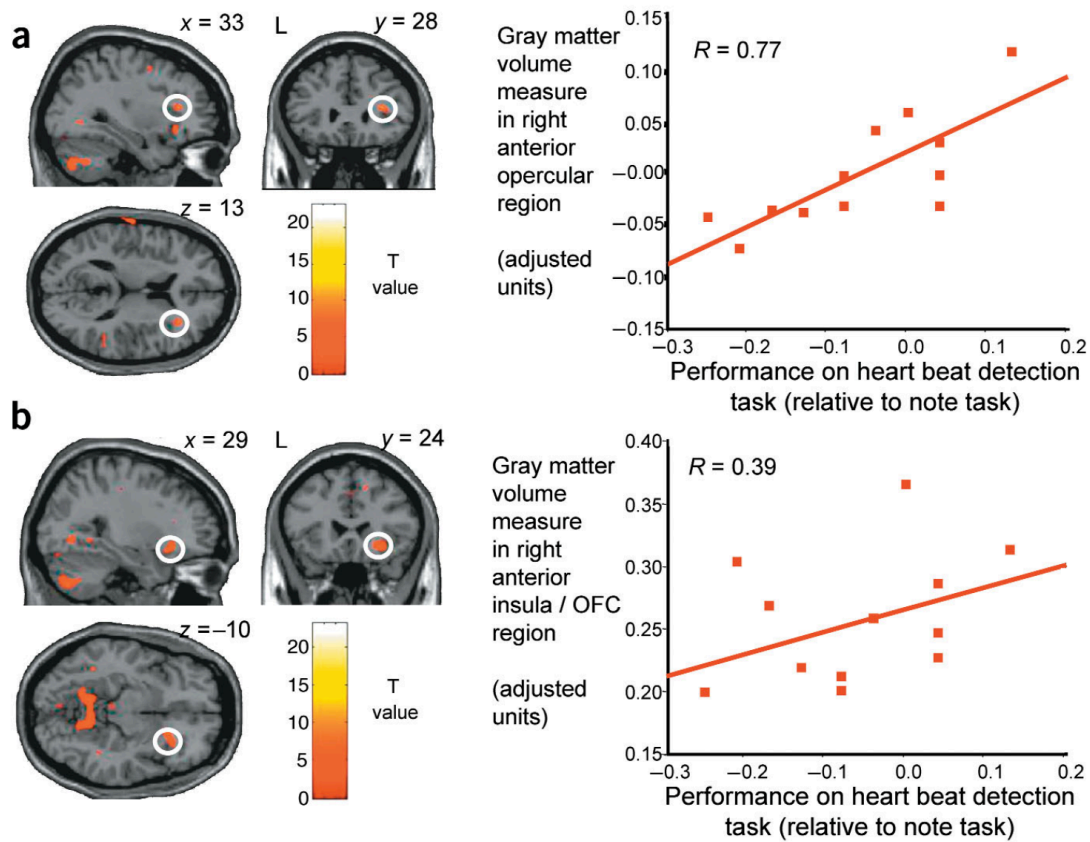 a
x = 33
L
y = 28
z = 13
20
15
10
5
0
T
value
Gray matter
volume
measure
in right
anterior
opercular
region
(adjusted
units)
R = 0.77
0.15
0.10
0.05
−0.00
−0.05
−0.10
−0.15
−0.3
−0.2
−0.1
0.0
0.1
0.2
Performance on heart beat detection
task (relative to note task)
b
x = 29
L
y = 24
z = −10
20
15
10
5
0
T
value
Gray matter
volume
measure
in right
anterior
insula / OFC
region
(adjusted
units)
R = 0.39
0.40
0.35
0.30
0.25
0.20
0.15
−0.3
−0.2
−0.1
0.0
0.1
0.2
Performance on heart beat detection
task (relative to note task)